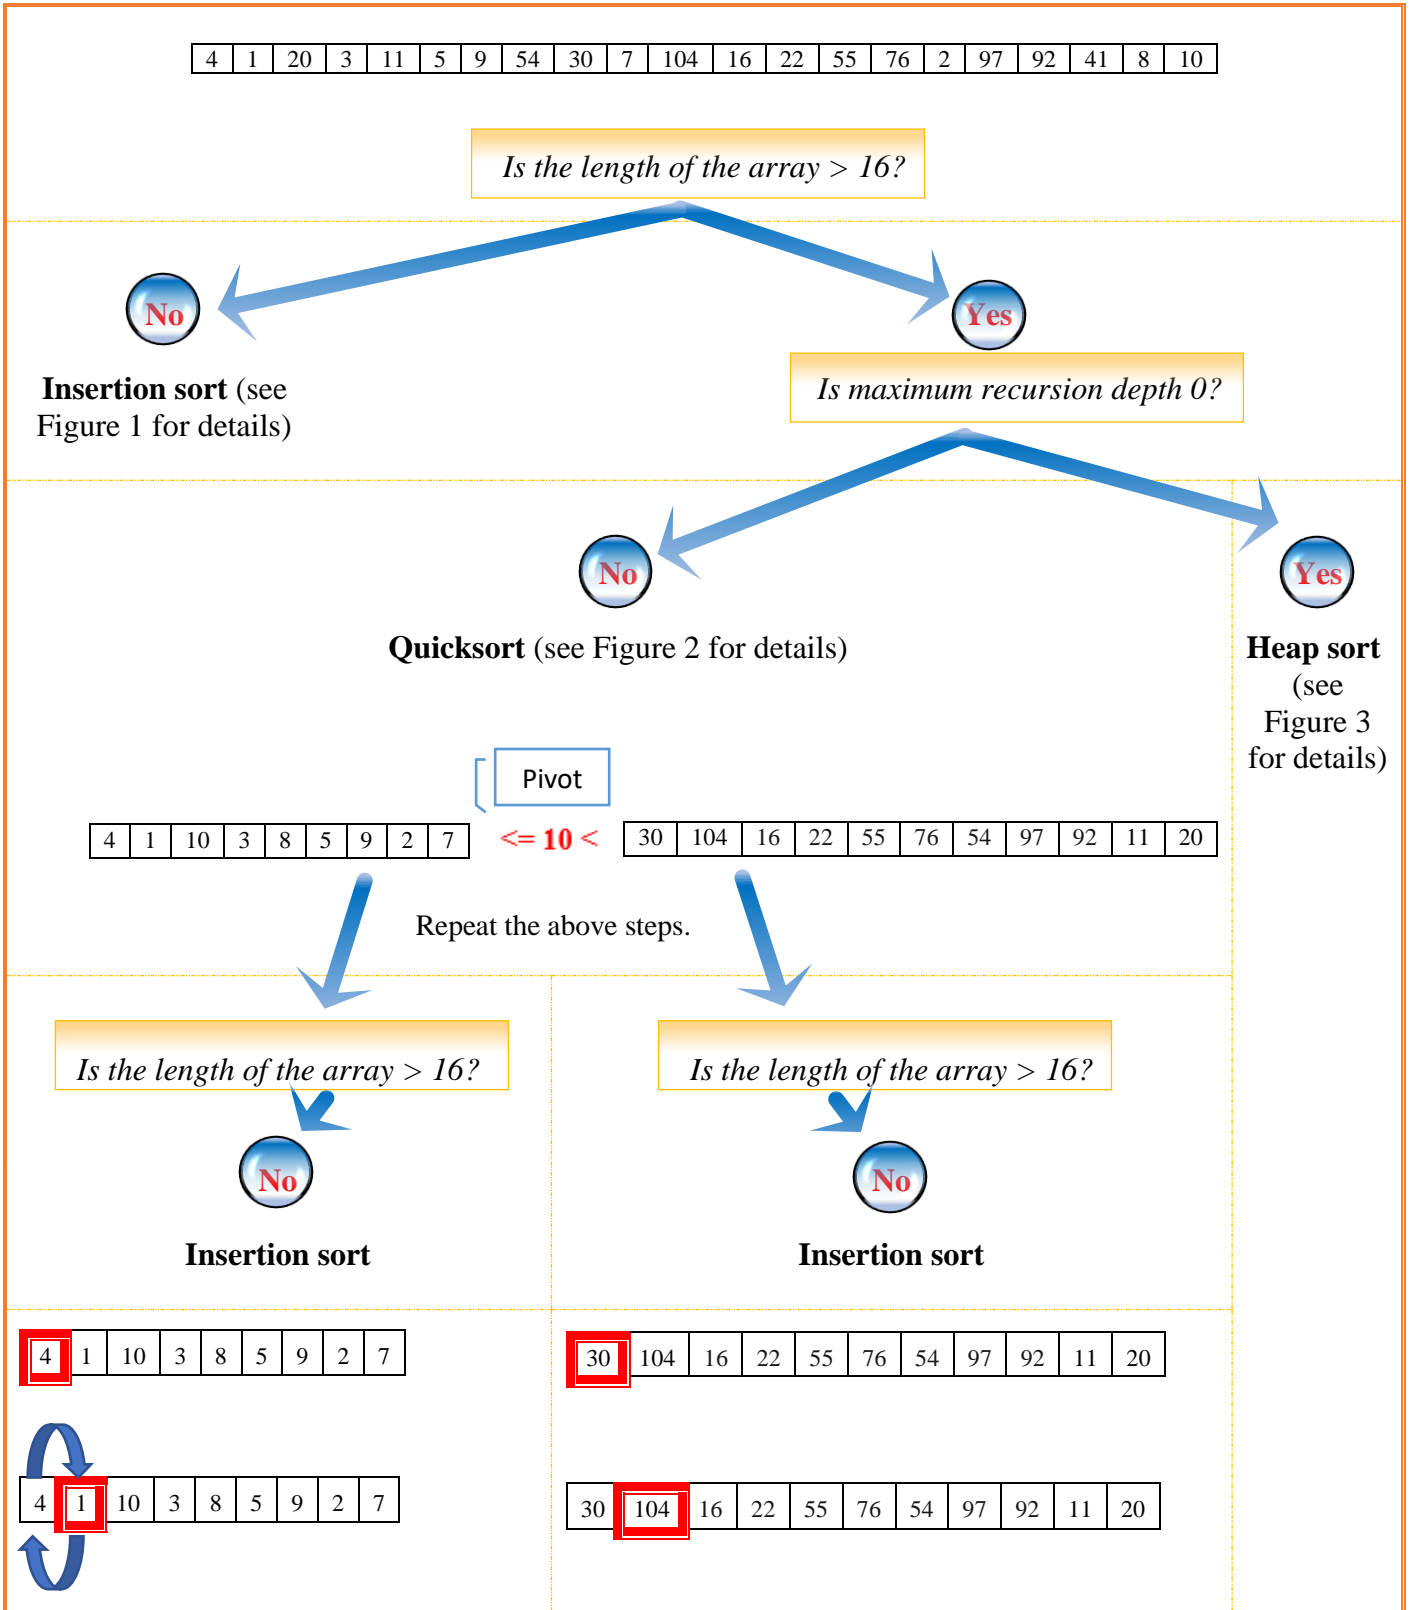 4 1 20 3 11 5 9 54 30 7 104 16 22 55 76 2 97 92 41 8 10
Is the length of the array > 16?
No
Yes
Insertion sort (see
Figure 1 for details)
Is maximum recursion depth 0?
No
Yes
Quicksort (see Figure 2 for details)
Heap sort
(see
Figure 3
for details)
Pivot
4 1 10 3 8 5 9 2 7 <= 10 < 30 104 16 22 55 76 54 97 92 11 20
Repeat the above steps.
Is the length of the array > 16?
Is the length of the array > 16?
No
No
Insertion sort
Insertion sort
4 1 10 3 8 5 9 2 7
30 104 16 22 55 76 54 97 92 11 20
4 1 10 3 8 5 9 2 7
30 104 16 22 55 76 54 97 92 11 20